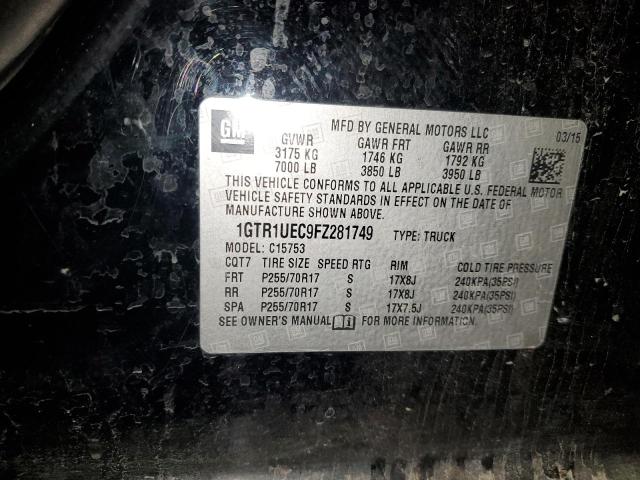 GM
MFD BY GENERAL MOTORS LLC
03/15
GVWR GAWR FRT GAWR RR
3175 KG 1746 KG 1792 KG
7000 LB 3850 LB 3950 LB
THIS VEHICLE CONFORMS TO ALL APPLICABLE U.S. FEDERAL MOTOR
VEHICLE SAFETY STANDARDS IN EFFECT ON THE DATE OF
MANUFACTURE SHOWN ABOVE.
1GTR1UEC9FZ281749 TYPE: TRUCK
MODEL: C15753
CQT7 TIRE SIZE SPEED RTG RIM COLD TIRE PRESSURE
FRT P255/70R17 S 17X8J 240KPA(35PSI)
RR P255/70R17 S 17X8J 240KPA(35PSI)
SPA P255/70R17 S 17X7.5J 240KPA(35PSI)
SEE OWNER'S MANUAL FOR MORE INFORMATION.